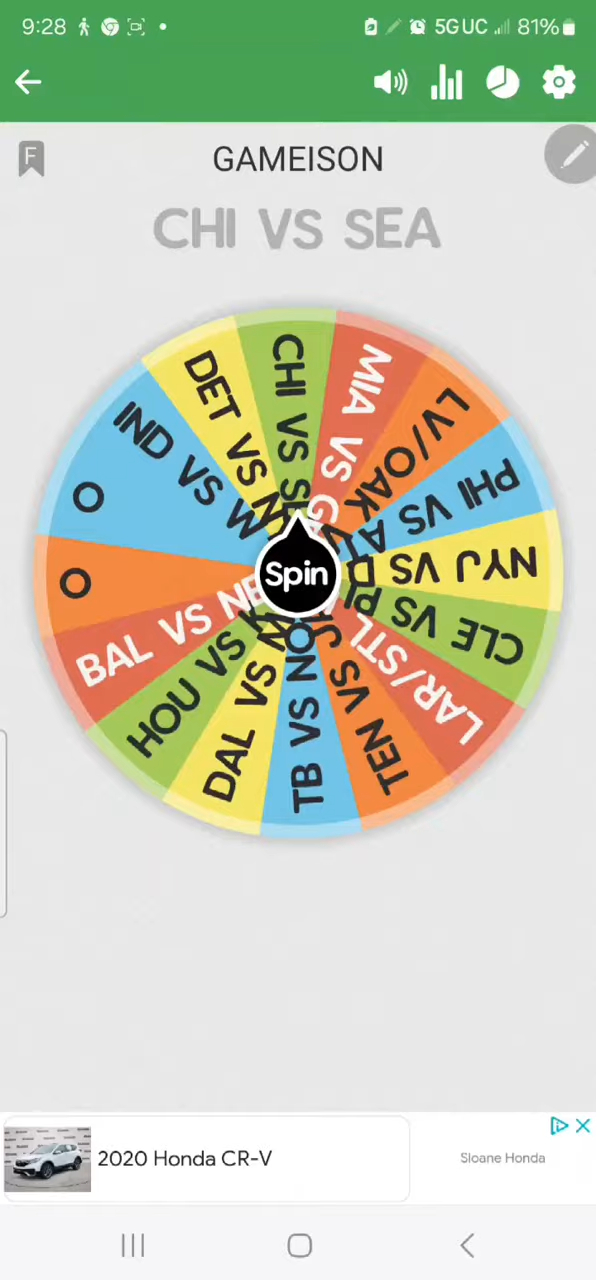 9:28
5G UC 81%
F
GAMEISON
CHI VS SEA
CHI VS SE
MIA VS G
LV/OAK V
PHI VS A
NYJ VS D
CLE VS P
LAR/STL
TEN VS J
TB VS NO
DAL VS N
HOU VS K
BAL VS NE
O
O
IND VS W
DET VS N
Spin
2020 Honda CR-V
Sloane Honda